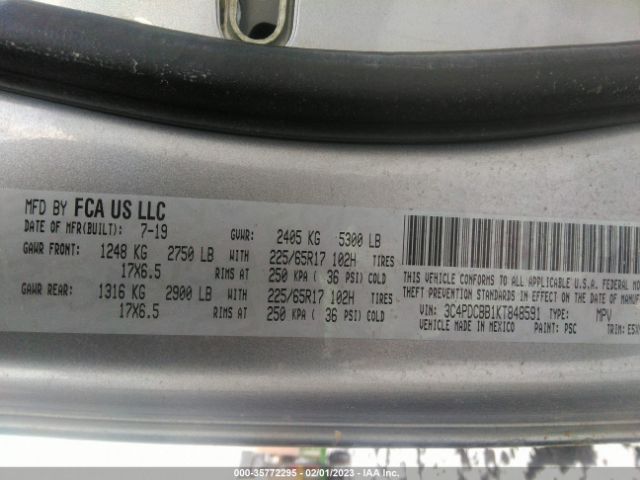 MFD BY FCA US LLC
DATE OF MFR(BUILT): 7-19 GVWR: 2405 KG 5300 LB
GAWR FRONT: 1248 KG 2750 LB WITH 225/65R17 102H TIRES
17X6.5 RIMS AT 250 KPA ( 36 PSI) COLD
GAWR REAR: 1316 KG 2900 LB WITH 225/65R17 102H TIRES
17X6.5 RIMS AT 250 KPA ( 36 PSI) COLD
THIS VEHICLE CONFORMS TO ALL APPLICABLE U.S.A. FEDERAL
THEFT PREVENTION STANDARDS IN EFFECT ON THE DATE OF
VIN: 3C4PDCBB1KT848591 TYPE: MPV
VEHICLE MADE IN MEXICO PAINT: PSC TRIM:
000-35772295 - 02/01/2023 - IAA Inc.